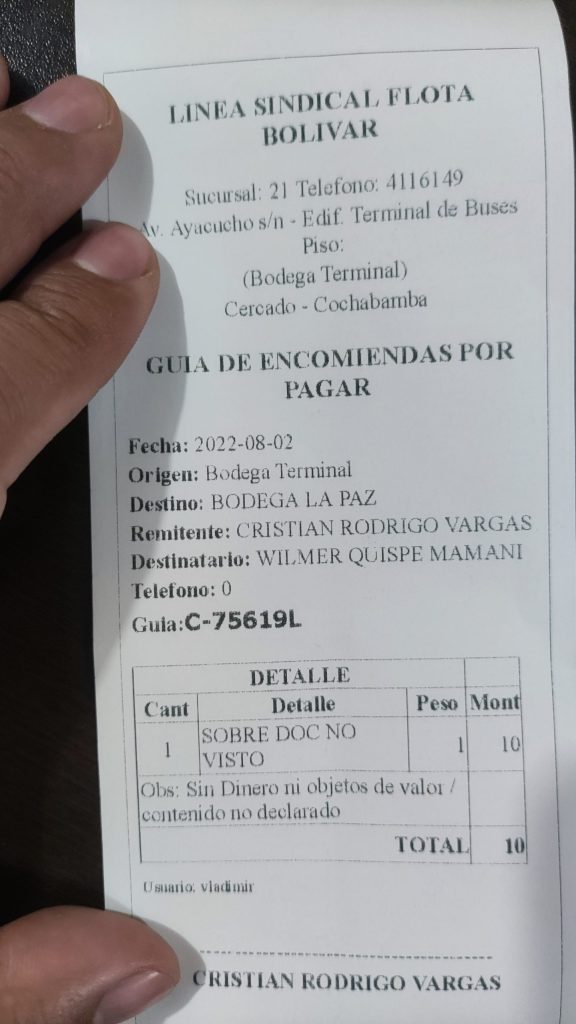 LINEA SINDICAL FLOTA
BOLIVAR
Sucursal: 21 Telefono: 4116149
Av. Ayacucho s/n - Edif. Terminal de Buses
Piso:
(Bodega Terminal)
Cercado - Cochabamba
GUIA DE ENCOMIENDAS POR
PAGAR
Fecha: 2022-08-02
Origen: Bodega Terminal
Destino: BODEGA LA PAZ
Remitente: CRISTIAN RODRIGO VARGAS
Destinatario: WILMER QUISPE MAMANI
Telefono: 0
Guia:C-75619L
DETALLE
Cant Detalle Peso Mont
1 SOBRE DOC NO VISTO 1 10
Obs: Sin Dinero ni objetos de valor /
contenido no declarado
TOTAL 10
Usuario: vladimir
CRISTIAN RODRIGO VARGAS